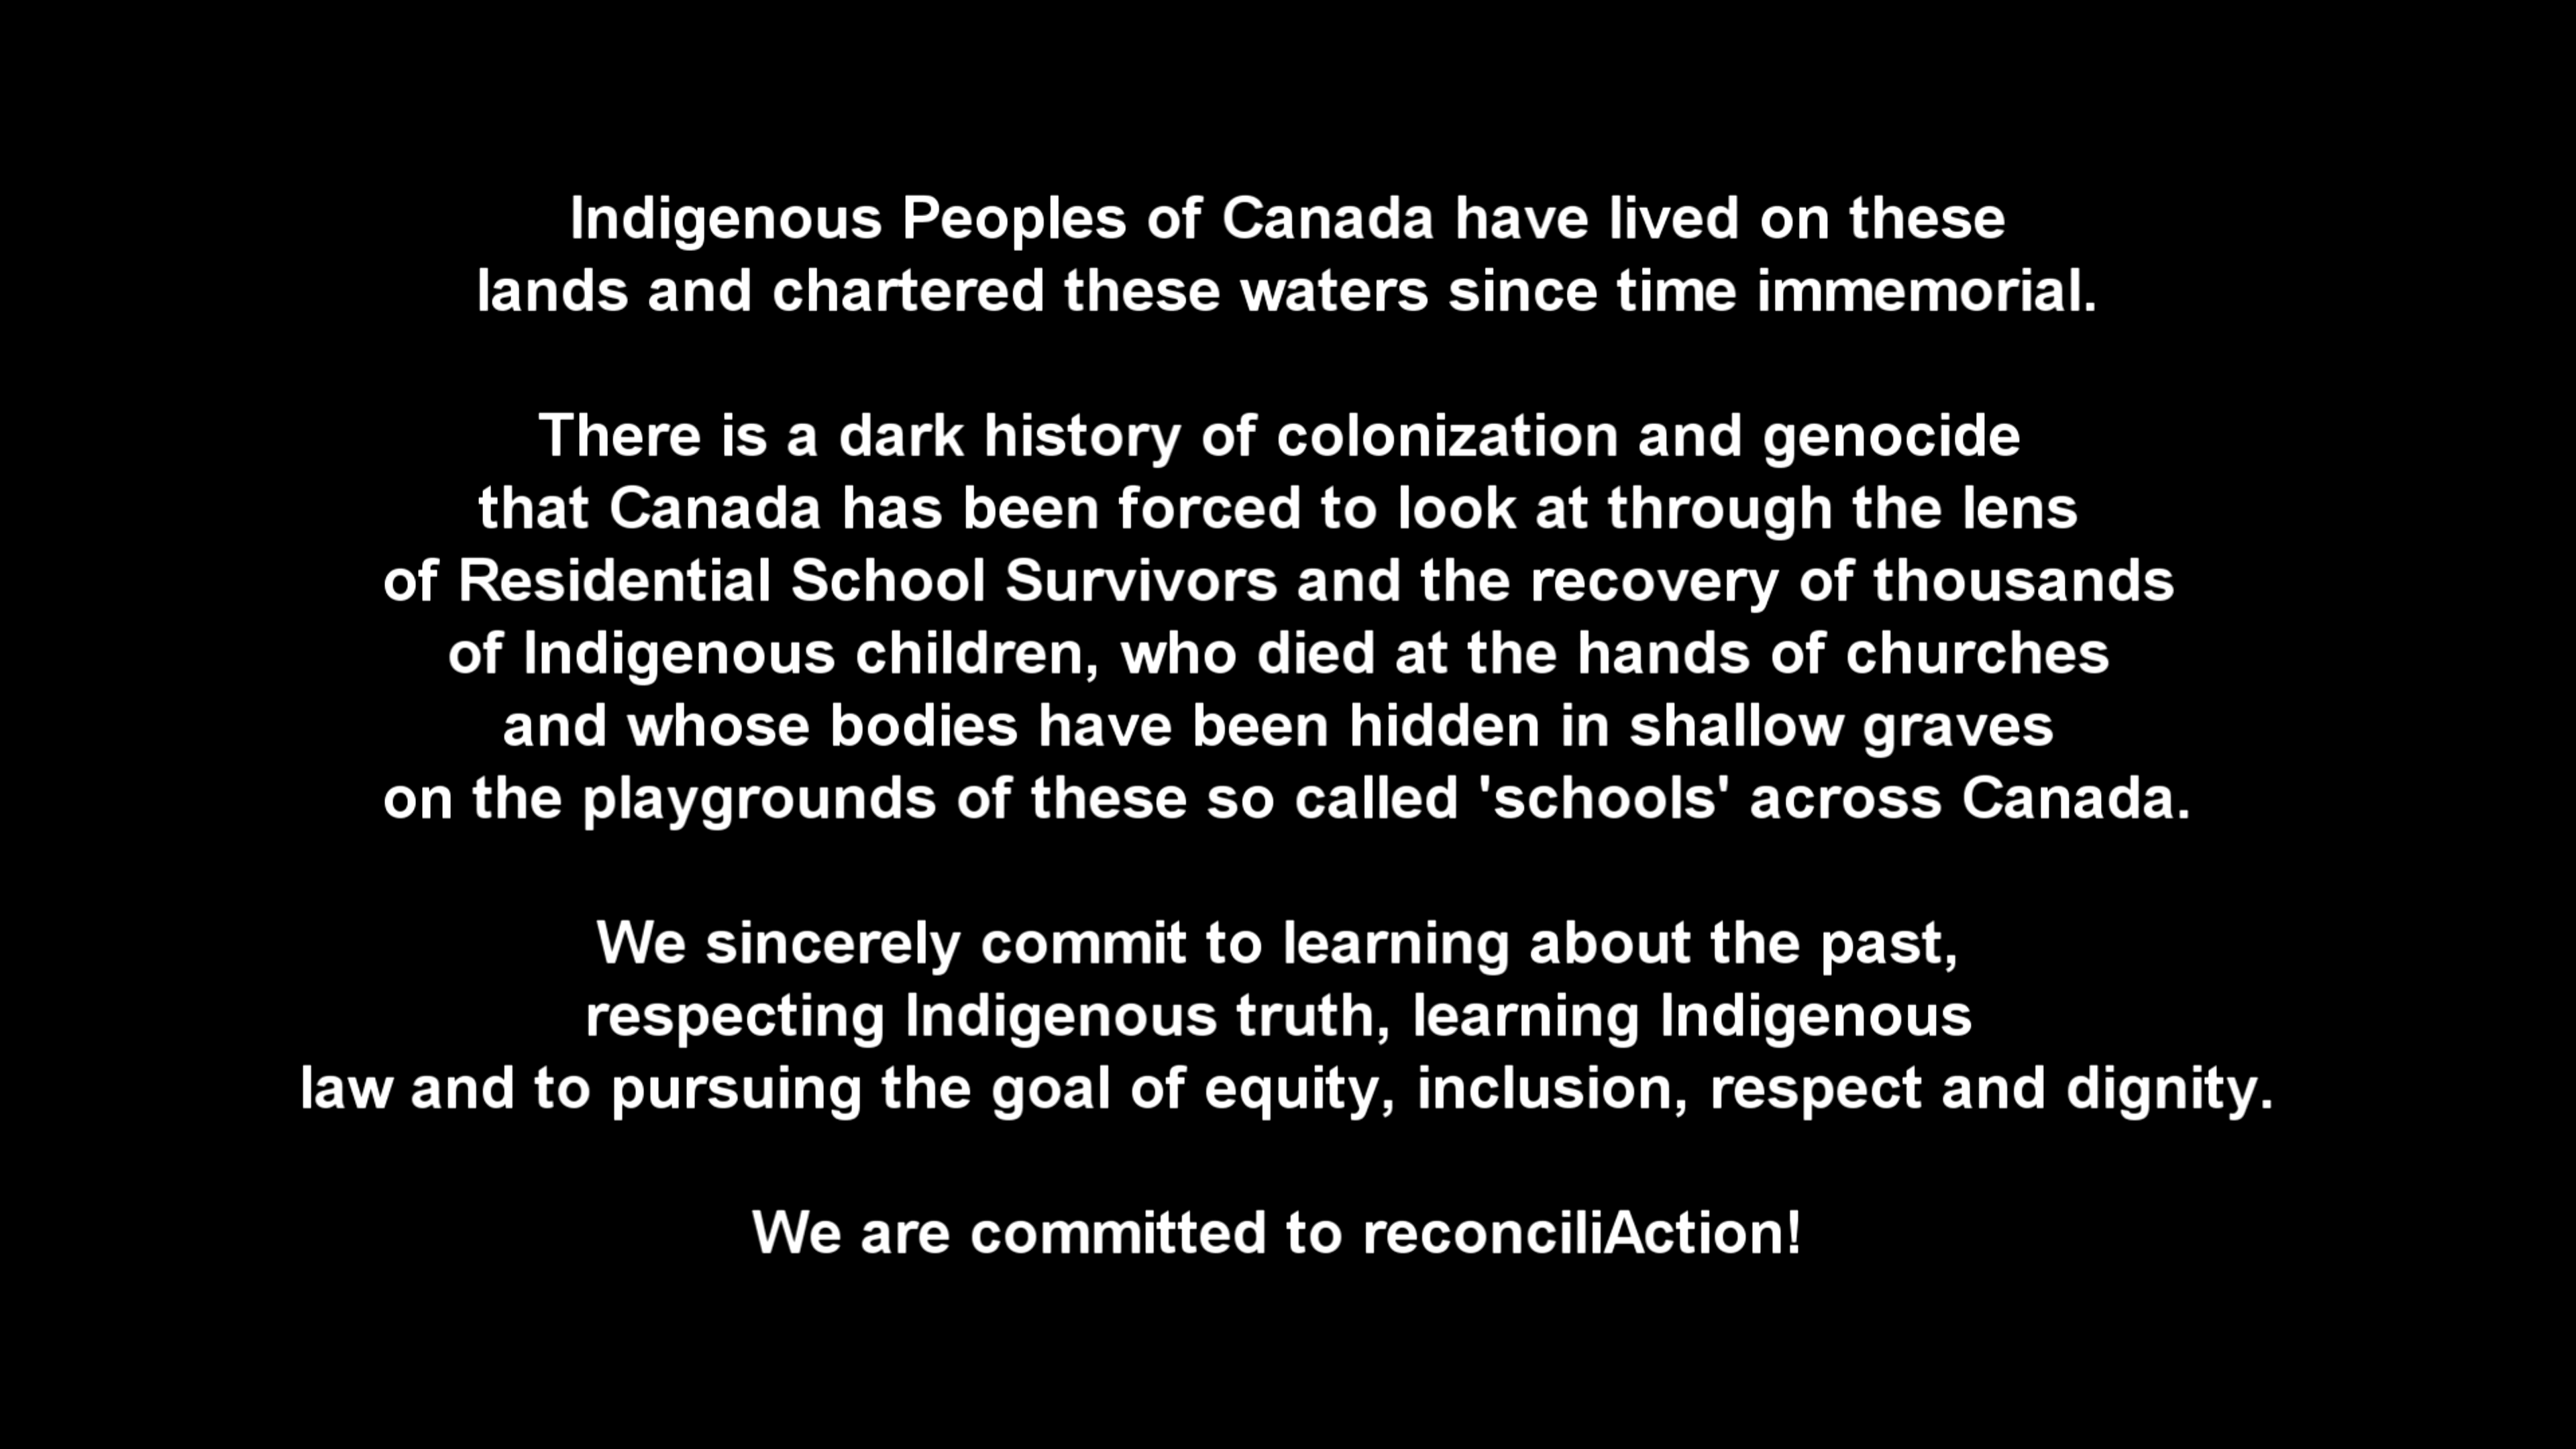 Indigenous Peoples of Canada have lived on these
lands and chartered these waters since time immemorial.
There is a dark history of colonization and genocide
that Canada has been forced to look at through the lens
of Residential School Survivors and the recovery of thousands
of Indigenous children, who died at the hands of churches
and whose bodies have been hidden in shallow graves
on the playgrounds of these so called 'schools' across Canada.
We sincerely commit to learning about the past,
respecting Indigenous truth, learning Indigenous
law and to pursuing the goal of equity, inclusion, respect and dignity.
We are committed to reconciliAction!